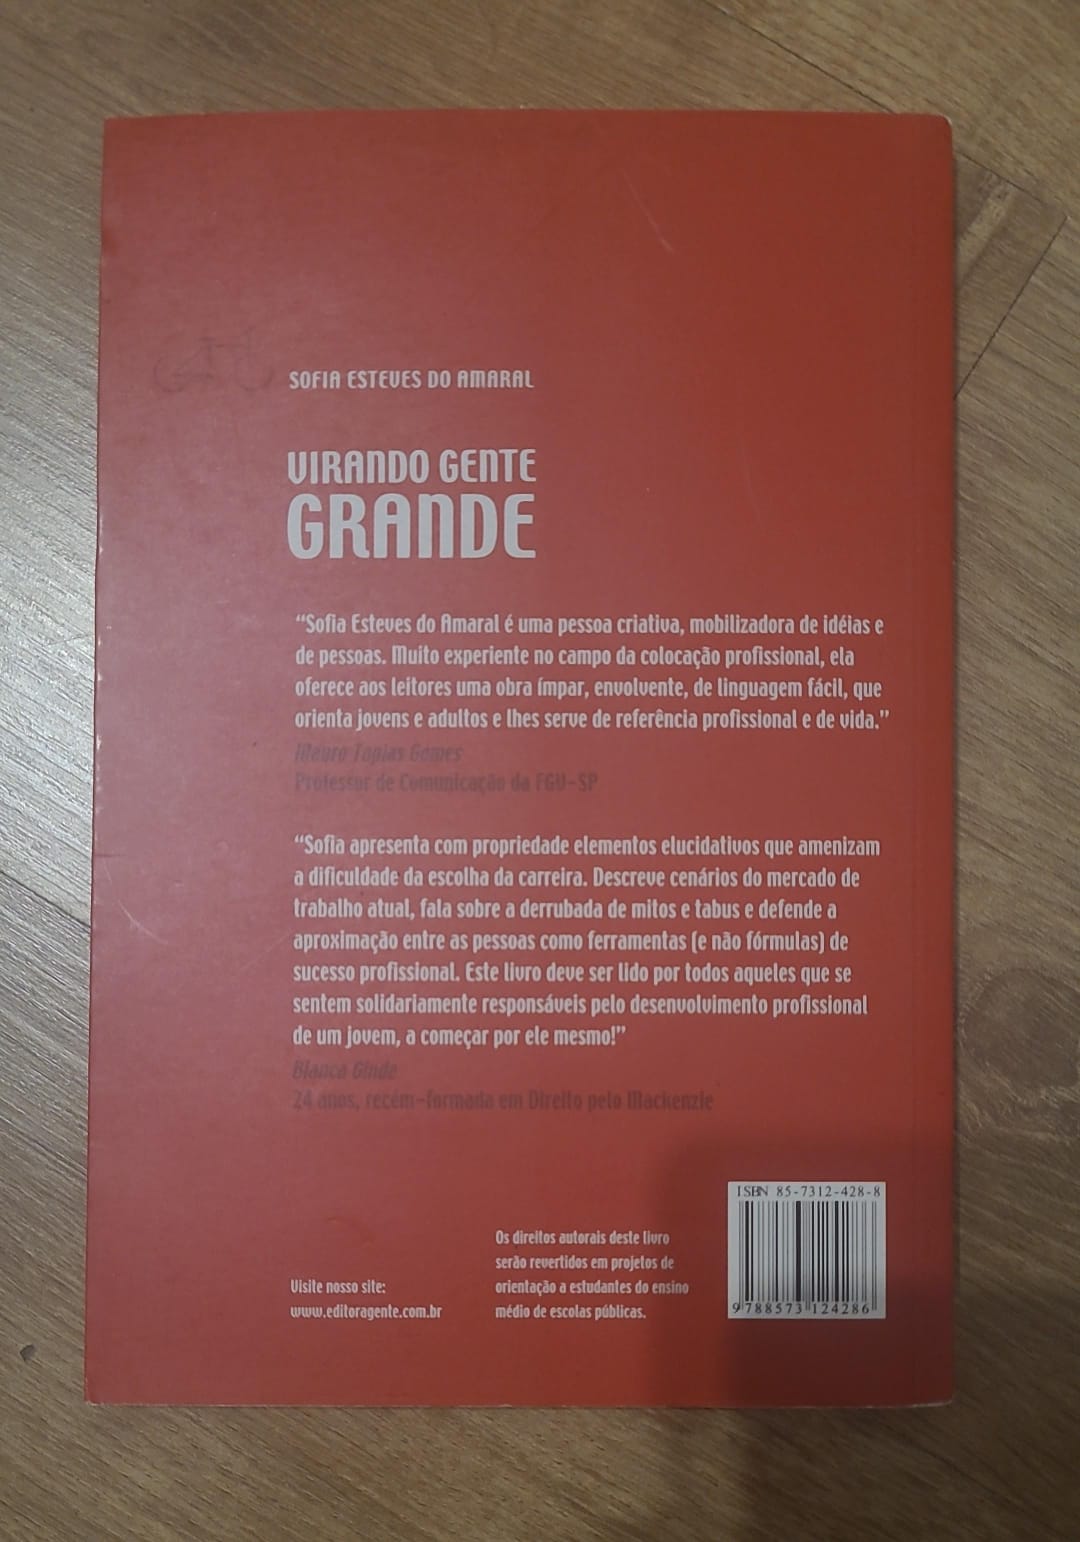 SOFIA ESTEVES DO AMARAL
VIRANDO GENTE
GRANDE
“Sofia Esteves do Amaral é uma pessoa criativa, mobilizadora de idéias e
de pessoas. Muito experiente no campo da colocação profissional, ela
oferece aos leitores uma obra ímpar, envolvente, de linguagem fácil, que
orienta jovens e adultos e lhes serve de referência profissional e de vida.”
Mauro Tapias Gomes
Professor de Comunicação da FGV-SP
“Sofia apresenta com propriedade elementos elucidativos que amenizam
a dificuldade da escolha da carreira. Descreve cenários do mercado de
trabalho atual, fala sobre a derrubada de mitos e tabus e defende a
aproximação entre as pessoas como ferramentas (e não fórmulas) de
sucesso profissional. Este livro deve ser lido por todos aqueles que se
sentem solidariamente responsáveis pelo desenvolvimento profissional
de um jovem, a começar por ele mesmo!”
Bianca Ginde
24 anos, recém-formada em Direito pelo Mackenzie
Visite nosso site:
www.editoragente.com.br
Os direitos autorais deste livro
serão revertidos em projetos de
orientação a estudantes do ensino
médio de escolas públicas.
ISBN 85-7312-428-8
9 788573 124286